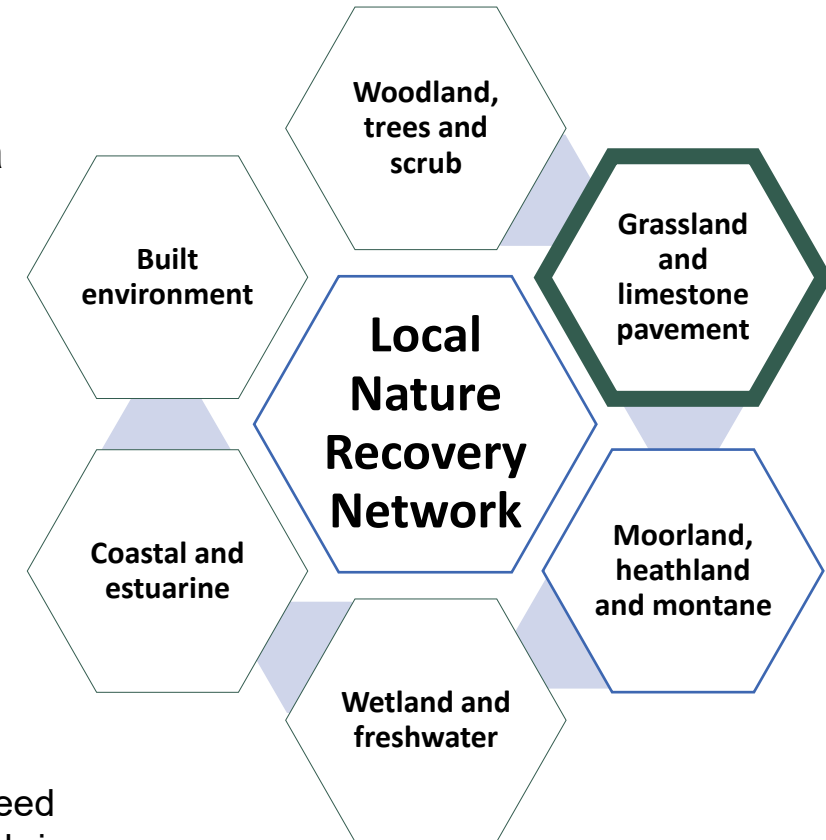 Woodland,
trees and
scrub
Grassland
and
limestone
pavement
Built
environment
Local
Nature
Recovery
Network
Moorland,
heathland
and montane
Coastal and
estuarine
Wetland and
freshwater